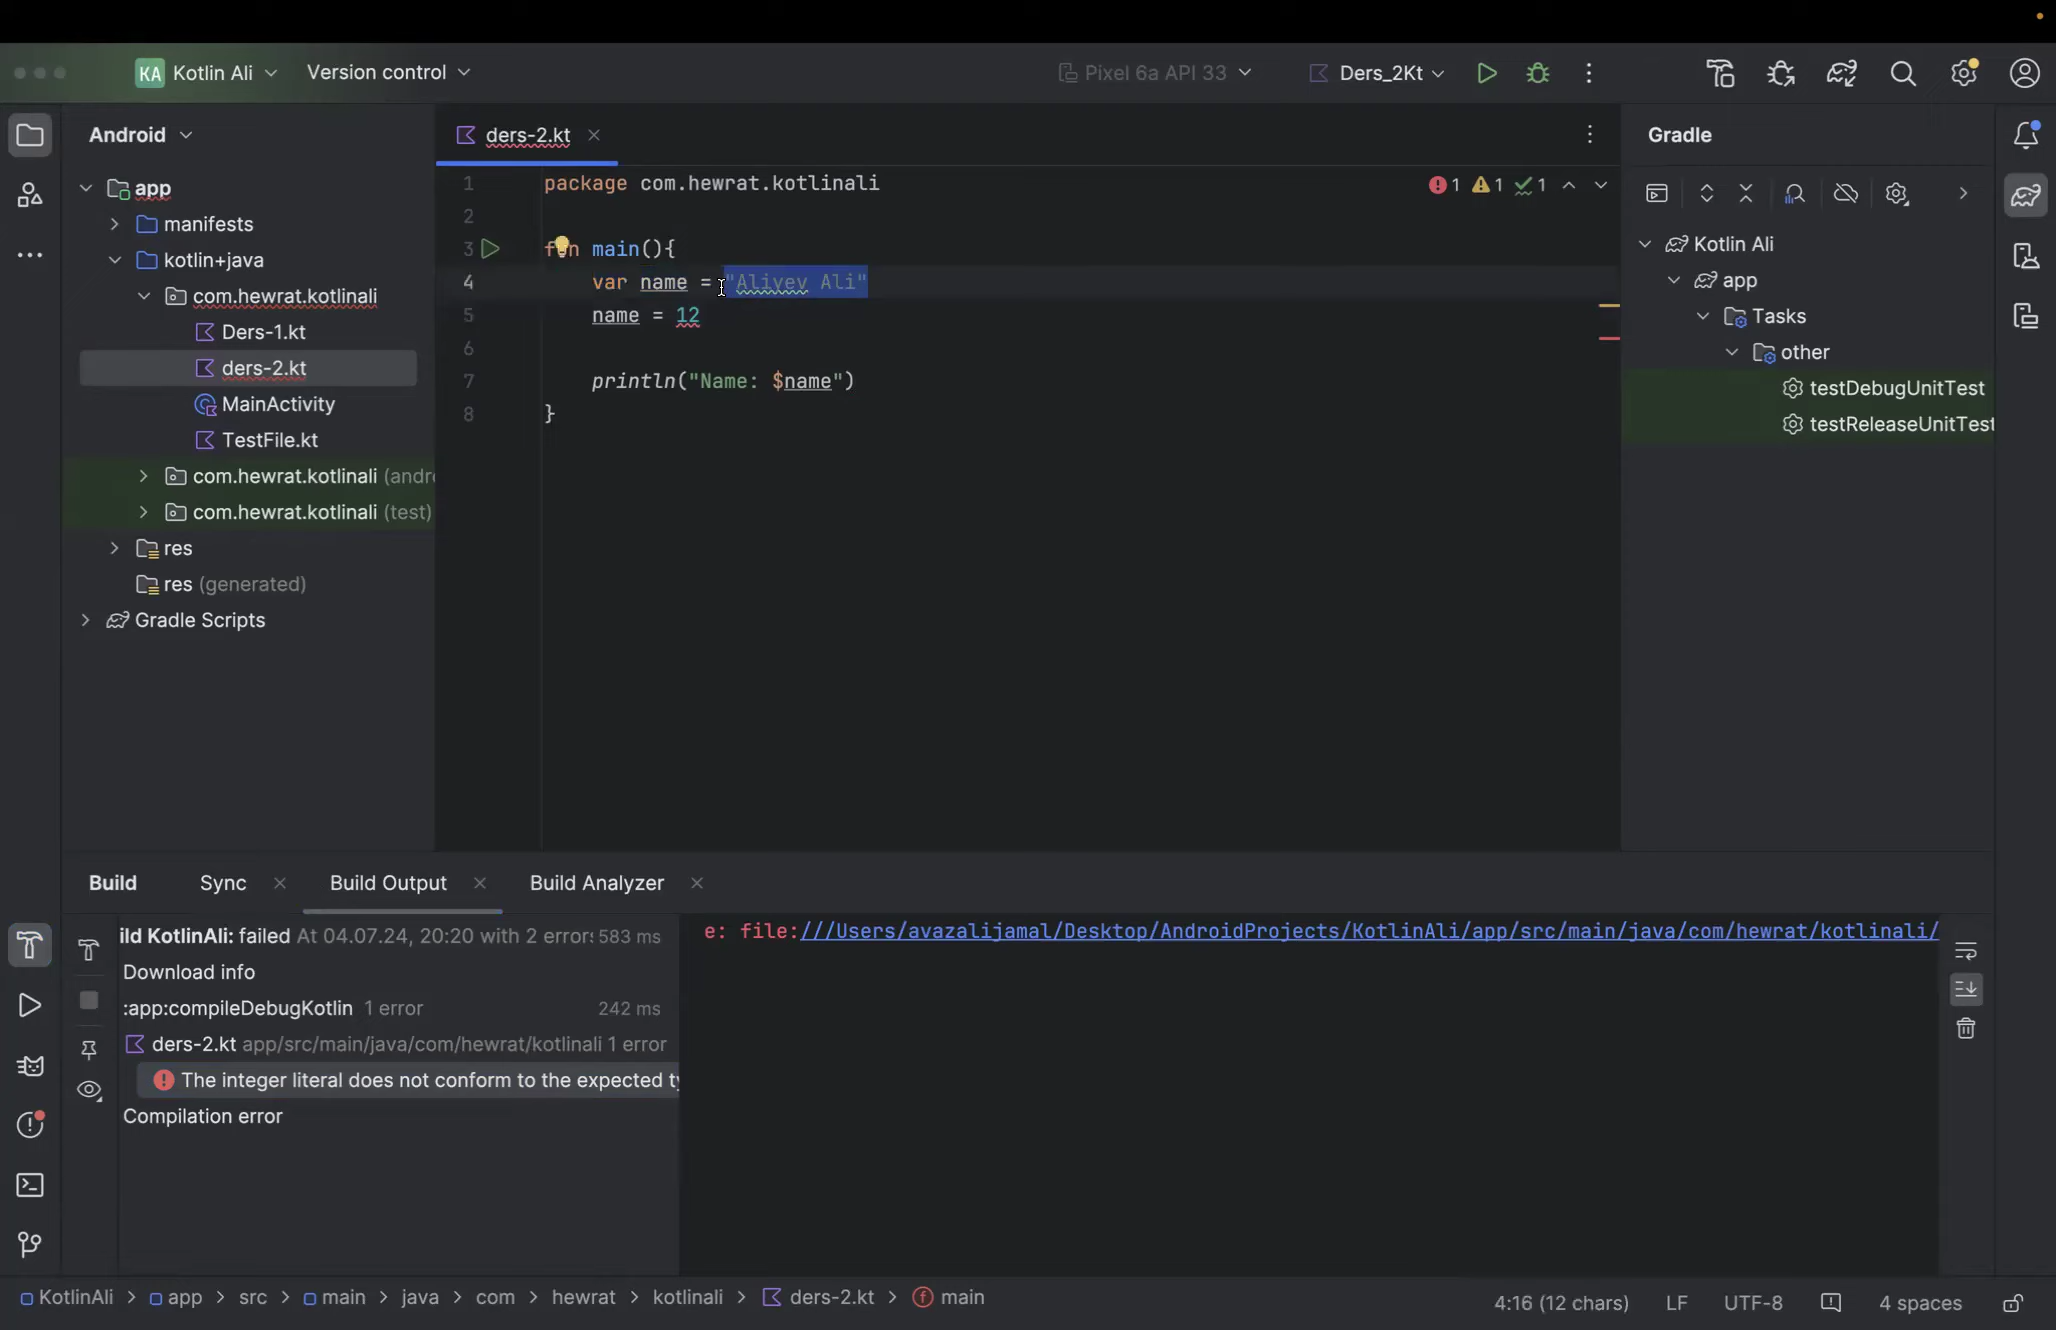 KA Kotlin Ali Version control Pixel 6a API 33 Ders_2Kt
Android
app
manifests
kotlin+java
com.hewrat.kotlinali
Ders-1.kt
ders-2.kt
MainActivity
TestFile.kt
com.hewrat.kotlinali (andro
com.hewrat.kotlinali (test)
res
res (generated)
Gradle Scripts
ders-2.kt
1 1 1
1 package com.hewrat.kotlinali
2
3 fun main(){
4 var name = "Aliyev Ali"
5 name = 12
6
7 println("Name: $name")
8 }
Gradle
Kotlin Ali
app
Tasks
other
testDebugUnitTest
testReleaseUnitTest
Build Sync Build Output Build Analyzer
ild KotlinAli: failed At 04.07.24, 20:20 with 2 errors 583 ms
Download info
:app:compileDebugKotlin 1 error 242 ms
ders-2.kt app/src/main/java/com/hewrat/kotlinali 1 error
The integer literal does not conform to the expected ty
Compilation error
e: file:///Users/avazalijamal/Desktop/AndroidProjects/KotlinAli/app/src/main/java/com/hewrat/kotlinali/
KotlinAli > app > src > main > java > com > hewrat > kotlinali > ders-2.kt > main
4:16 (12 chars) LF UTF-8 4 spaces